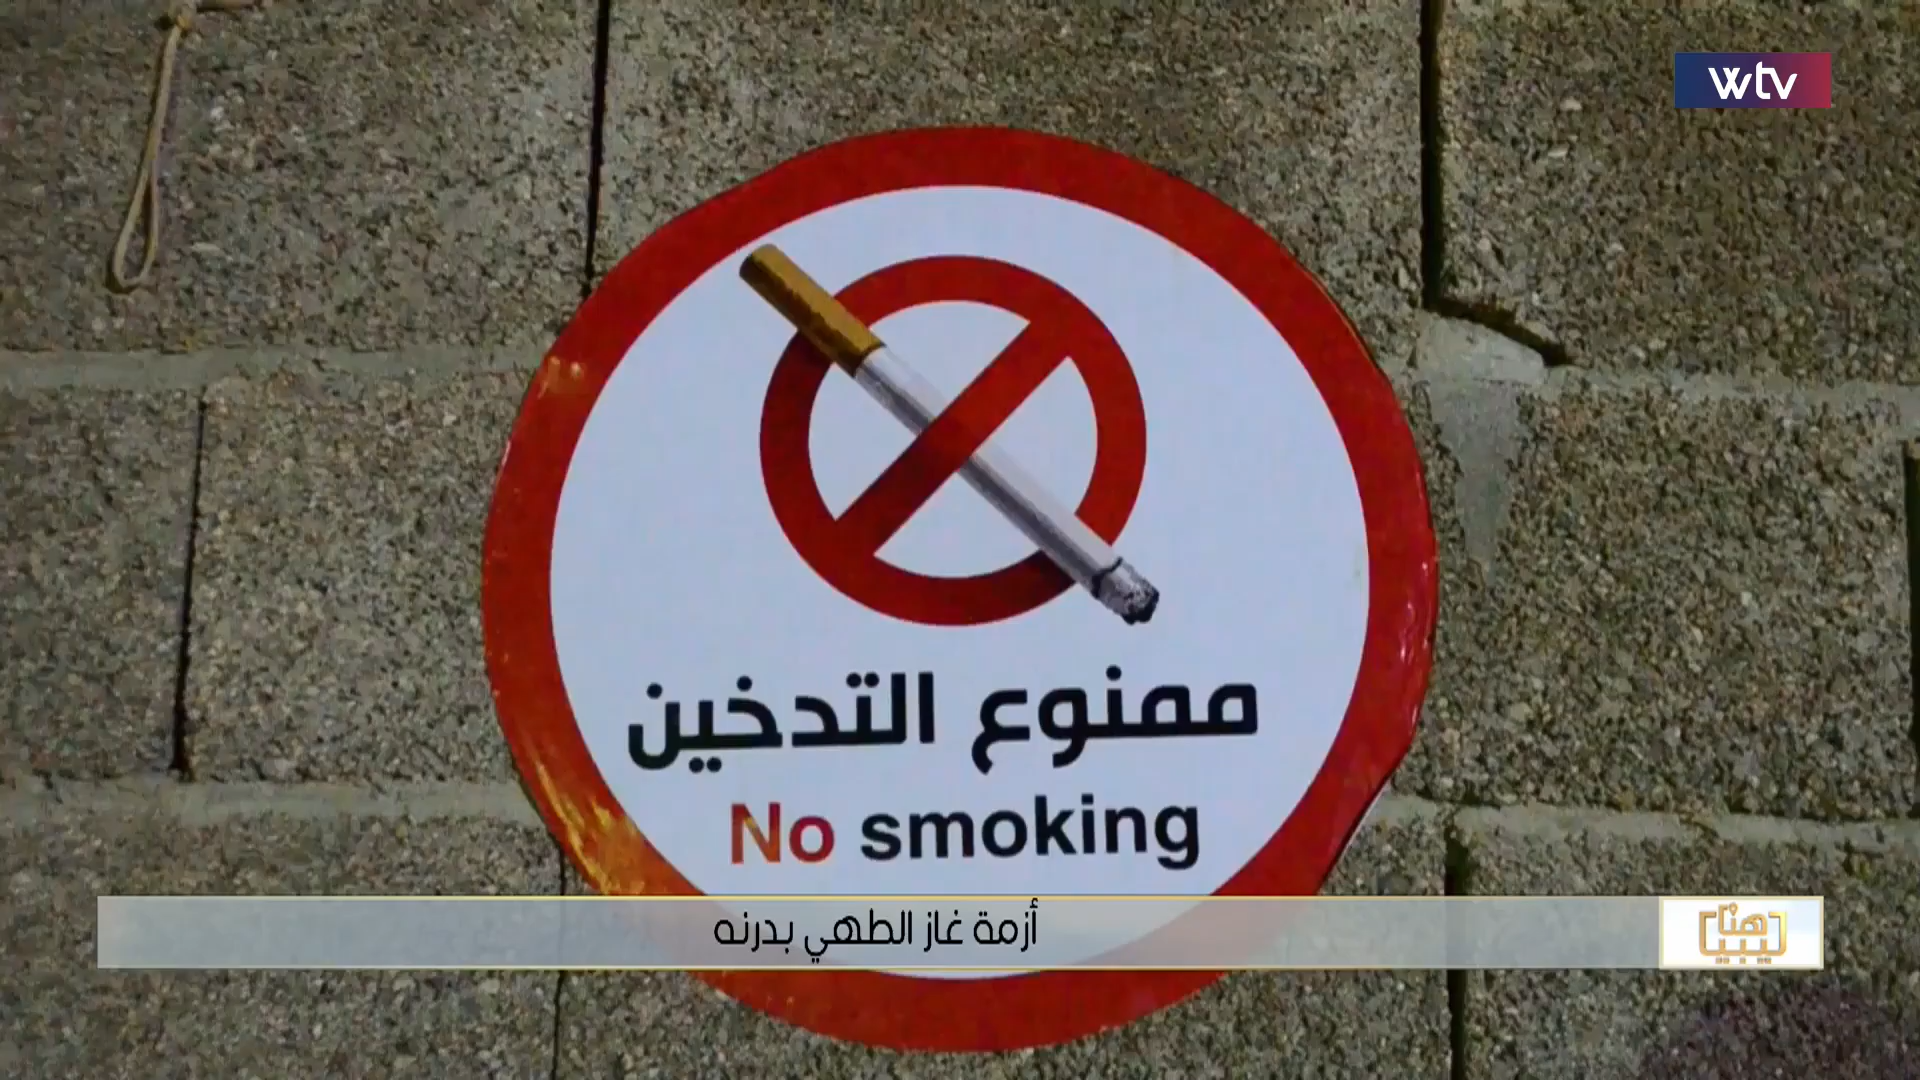 wtv
ممنوع التدخين
No smoking
أزمة غاز الطهي بدرنه
هنا ليبيا